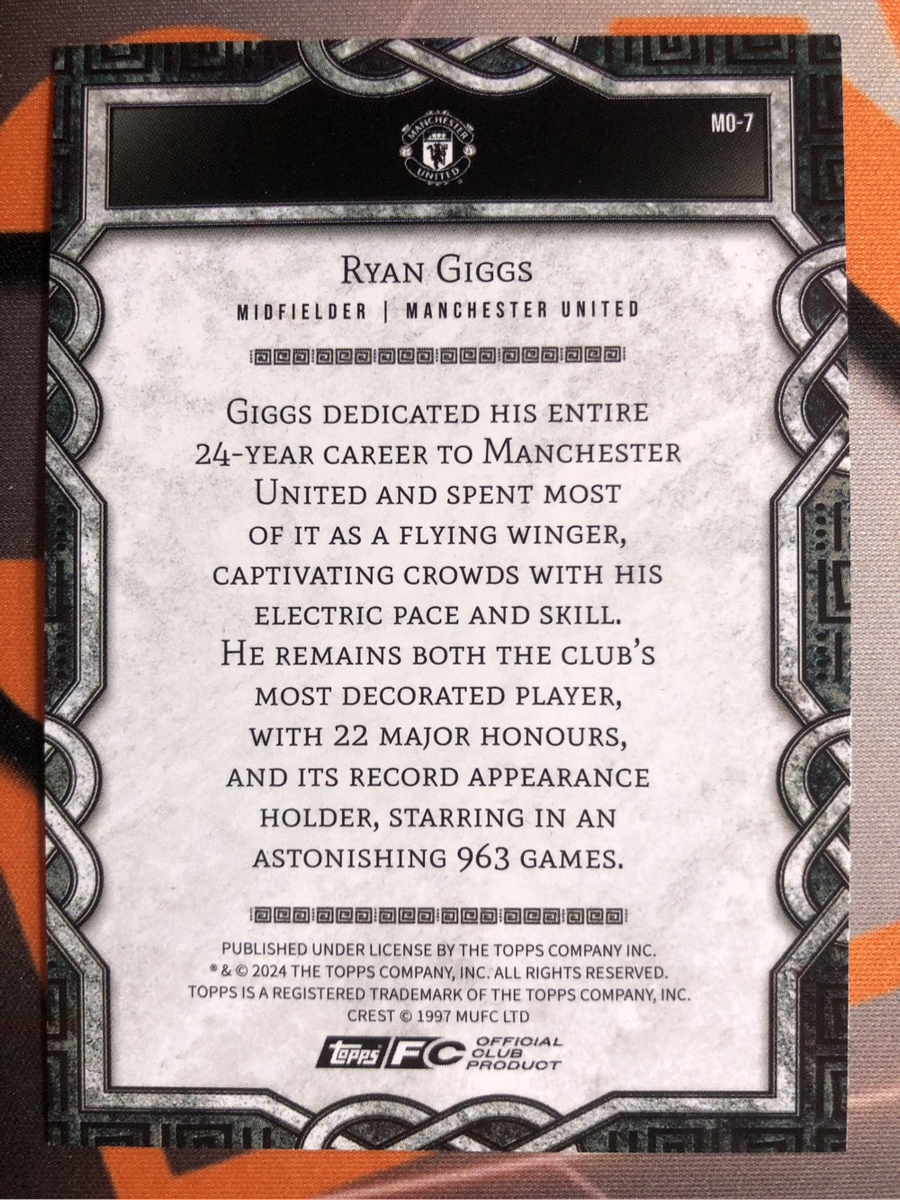 MANCHESTER
UNITED
MO-7
Ryan Giggs
MIDFIELDER | MANCHESTER UNITED
Giggs dedicated his entire
24-year career to Manchester
United and spent most
of it as a flying winger,
captivating crowds with his
electric pace and skill.
He remains both the club's
most decorated player,
with 22 major honours,
and its record appearance
holder, starring in an
astonishing 963 games.
PUBLISHED UNDER LICENSE BY THE TOPPS COMPANY INC.
® & © 2024 THE TOPPS COMPANY, INC. ALL RIGHTS RESERVED.
TOPPS IS A REGISTERED TRADEMARK OF THE TOPPS COMPANY, INC.
CREST © 1997 MUFC LTD
topps FC OFFICIAL
CLUB
PRODUCT